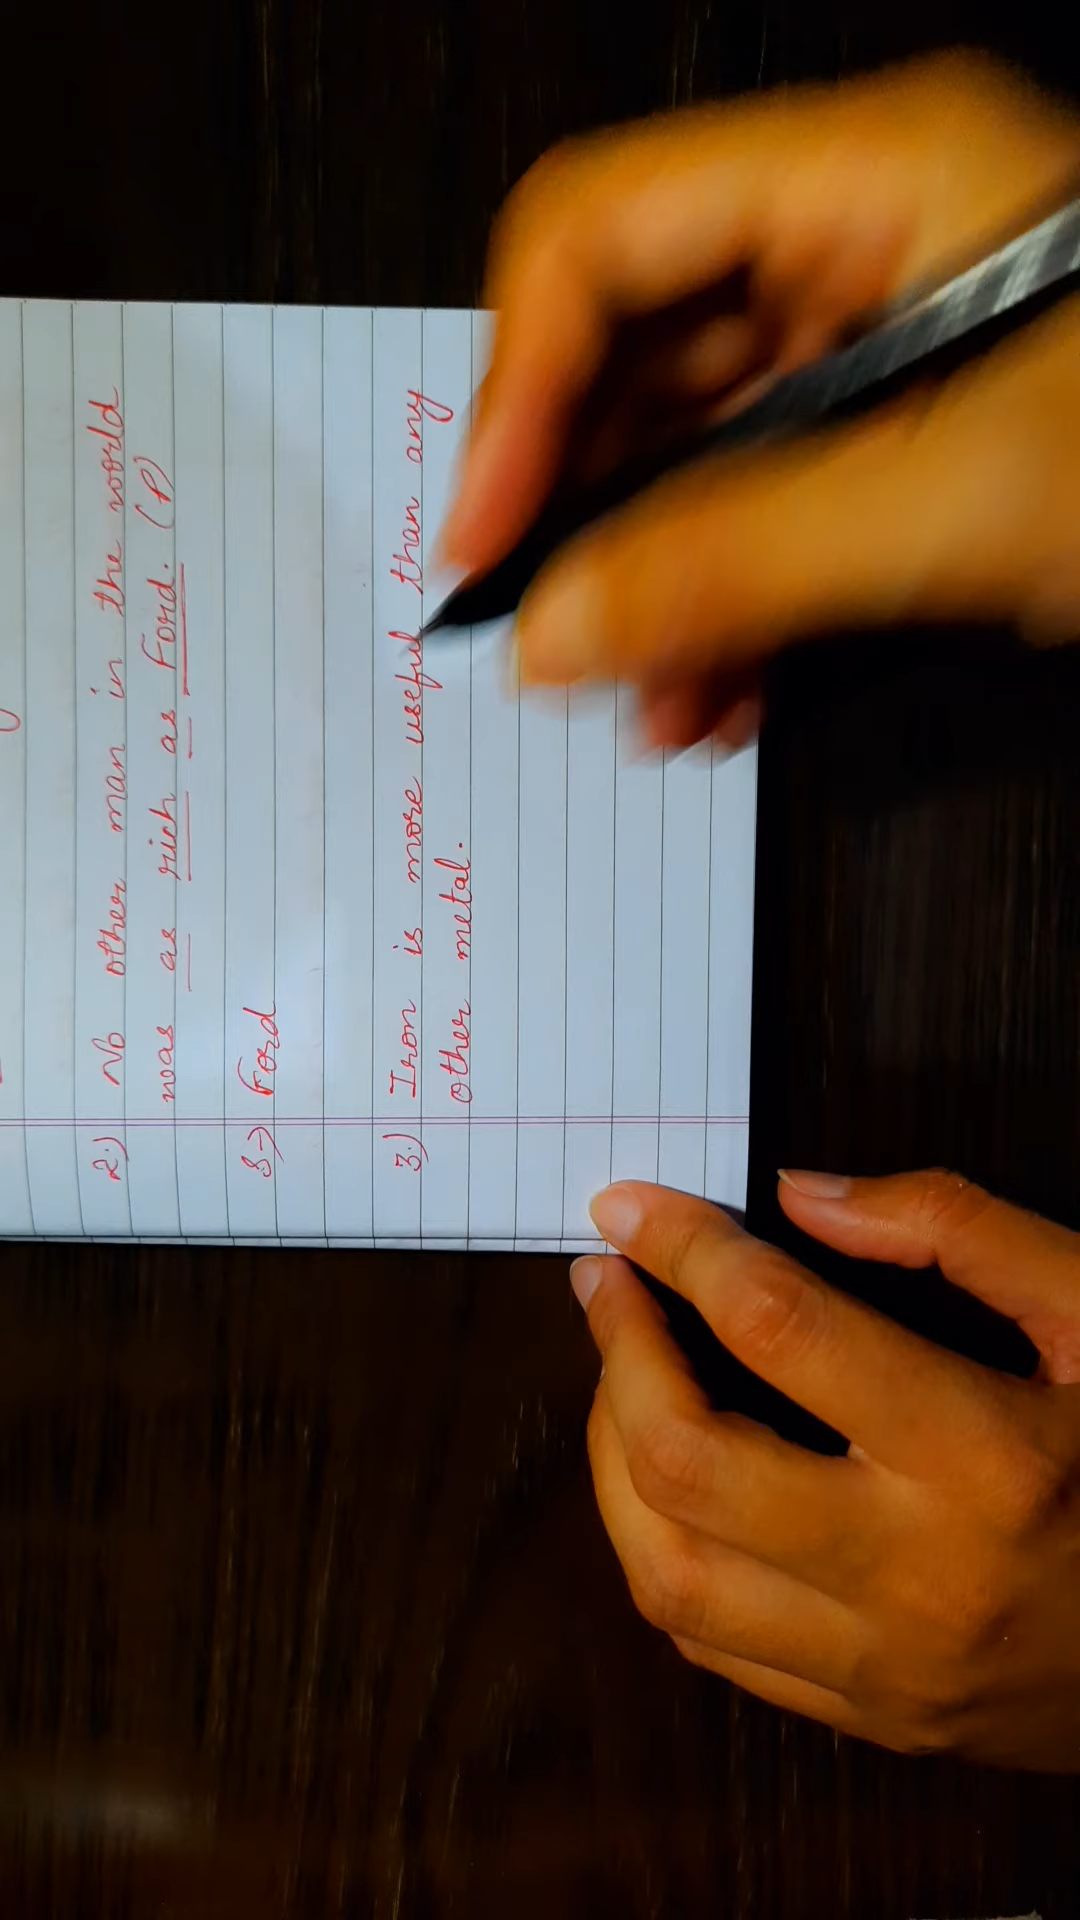 2.) No other man in the world
was as rich as Ford. (P)
S→ Ford
3.) Iron is more useful than any
other metal.